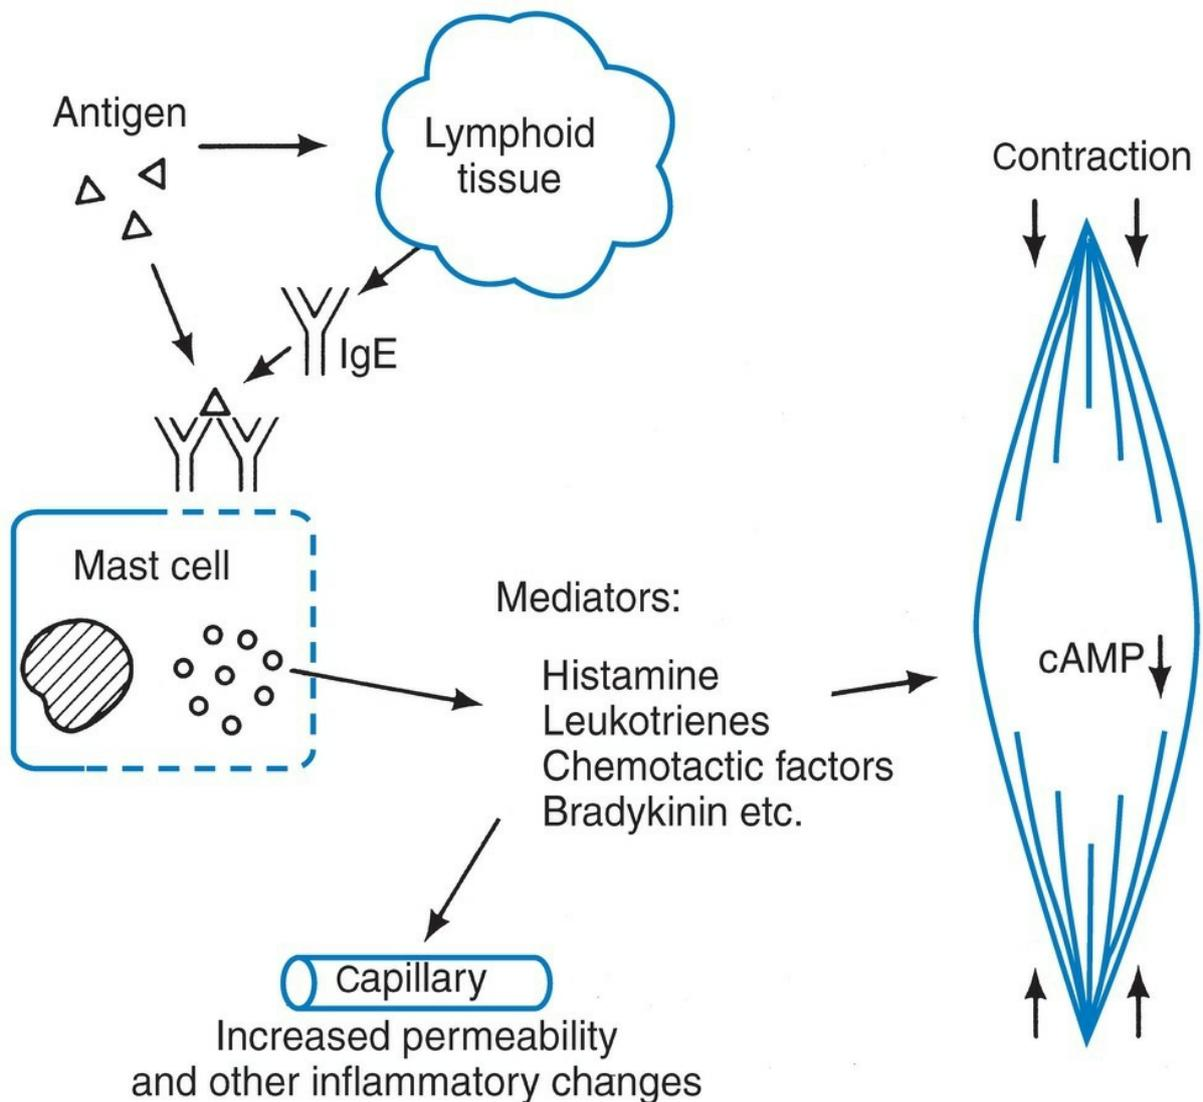 Antigen
Lymphoid
tissue
Contraction
IgE
Mast cell
Mediators:
Histamine
Leukotrienes
Chemotactic factors
Bradykinin etc.
cAMP
Capillary
Increased permeability
and other inflammatory changes